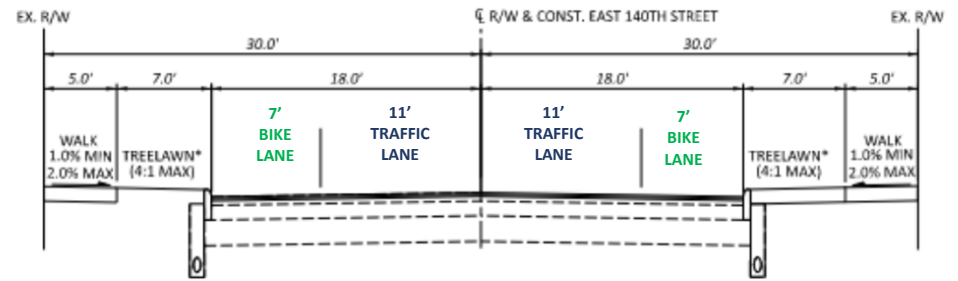 EX. R/W
℄ R/W & CONST. EAST 140TH STREET
EX. R/W
30.0'
30.0'
5.0'
7.0'
18.0'
18.0'
7.0'
5.0'
7’
BIKE
LANE
11’
TRAFFIC
LANE
11’
TRAFFIC
LANE
7’
BIKE
LANE
WALK
1.0% MIN
2.0% MAX
TREELAWN*
(4:1 MAX)
TREELAWN*
(4:1 MAX)
WALK
1.0% MIN
2.0% MAX